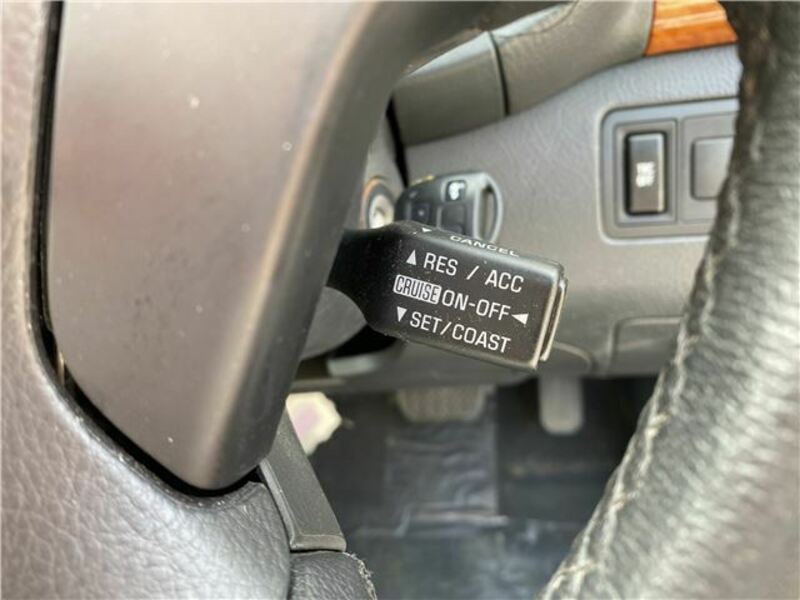 ▼ CANCEL
▲ RES / ACC
CRUISE ON-OFF ◄
▼ SET/COAST